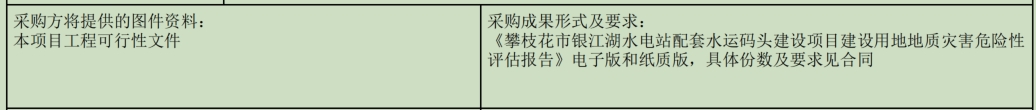 采购方将提供的图件资料：
本项目工程可行性文件
采购成果形式及要求：
《攀枝花市银江湖水电站配套水运码头建设项目建设用地地质灾害危险性
评估报告》电子版和纸质版，具体份数及要求见合同